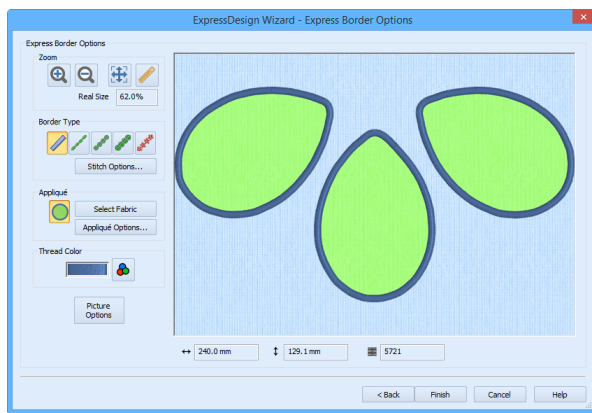 ExpressDesign Wizard - Express Border Options
Express Border Options
Zoom
Real Size 62.0%
Border Type
Stitch Options...
Appliqué
Select Fabric
Appliqué Options...
Thread Color
Picture
Options
240.0 mm 129.1 mm 5721
< Back Finish Cancel Help